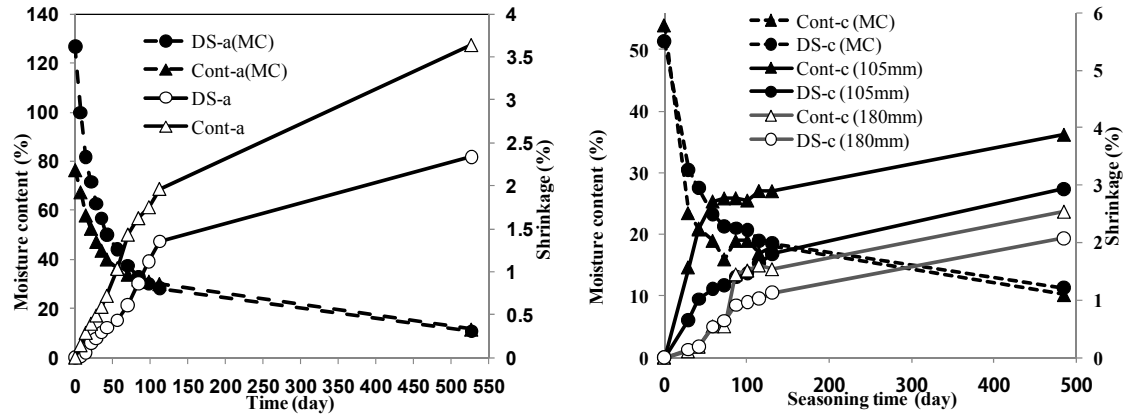 140
120
100
80
60
40
20
0
Moisture content (%)
4
3.5
3
2.5
2
1.5
1
0.5
0
Shrinkage (%)
DS-a(MC)
Cont-a(MC)
DS-a
Cont-a
0 50 100 150 200 250 300 350 400 450 500 550
Time (day)
50
40
30
20
10
0
Moisture content (%)
6
5
4
3
2
1
0
Shrinkage (%)
Cont-c (MC)
DS-c (MC)
Cont-c (105mm)
DS-c (105mm)
Cont-c (180mm)
DS-c (180mm)
0 100 200 300 400 500
Seasoning time (day)